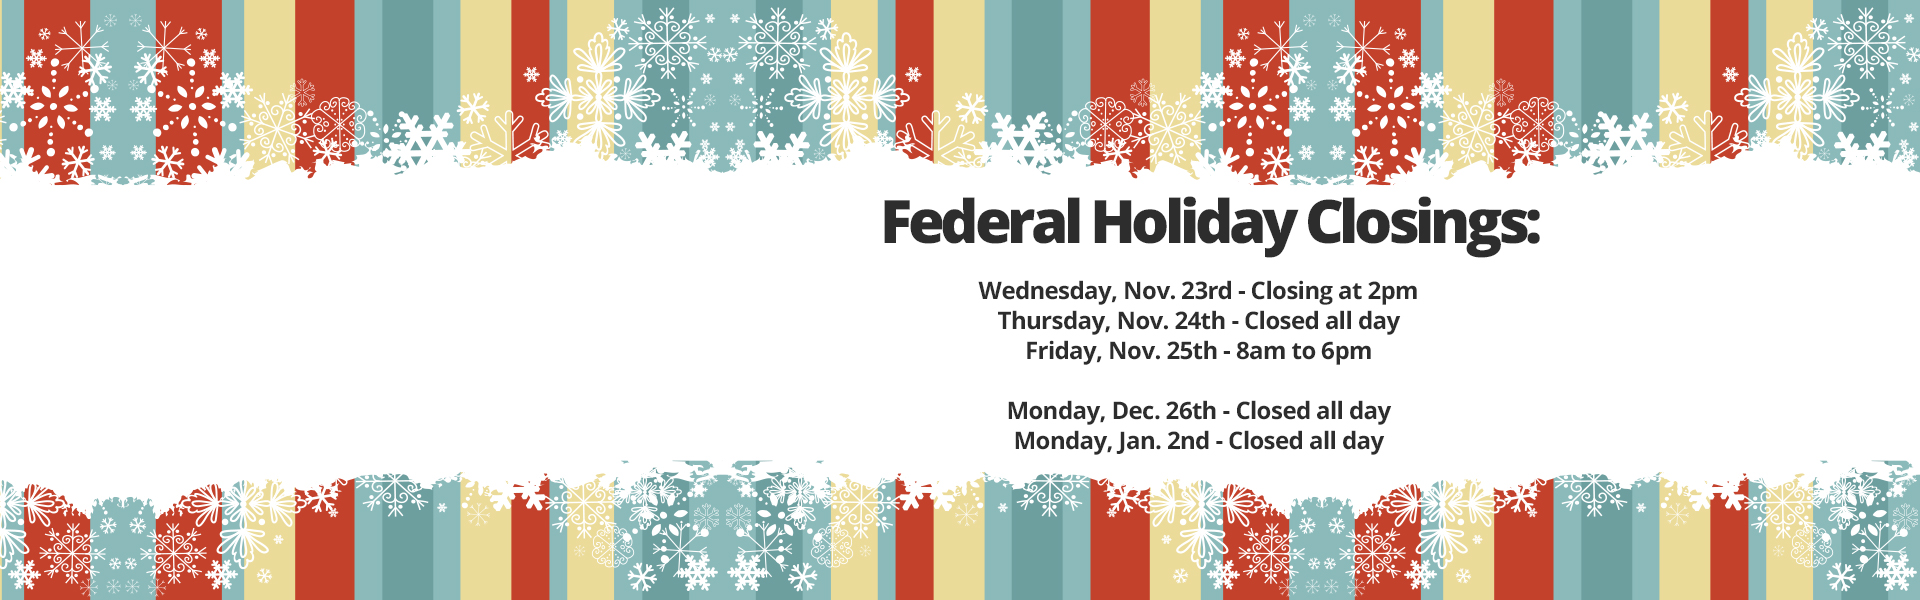 Federal Holiday Closings:
Wednesday, Nov. 23rd - Closing at 2pm
Thursday, Nov. 24th - Closed all day
Friday, Nov. 25th - 8am to 6pm
Monday, Dec. 26th - Closed all day
Monday, Jan. 2nd - Closed all day